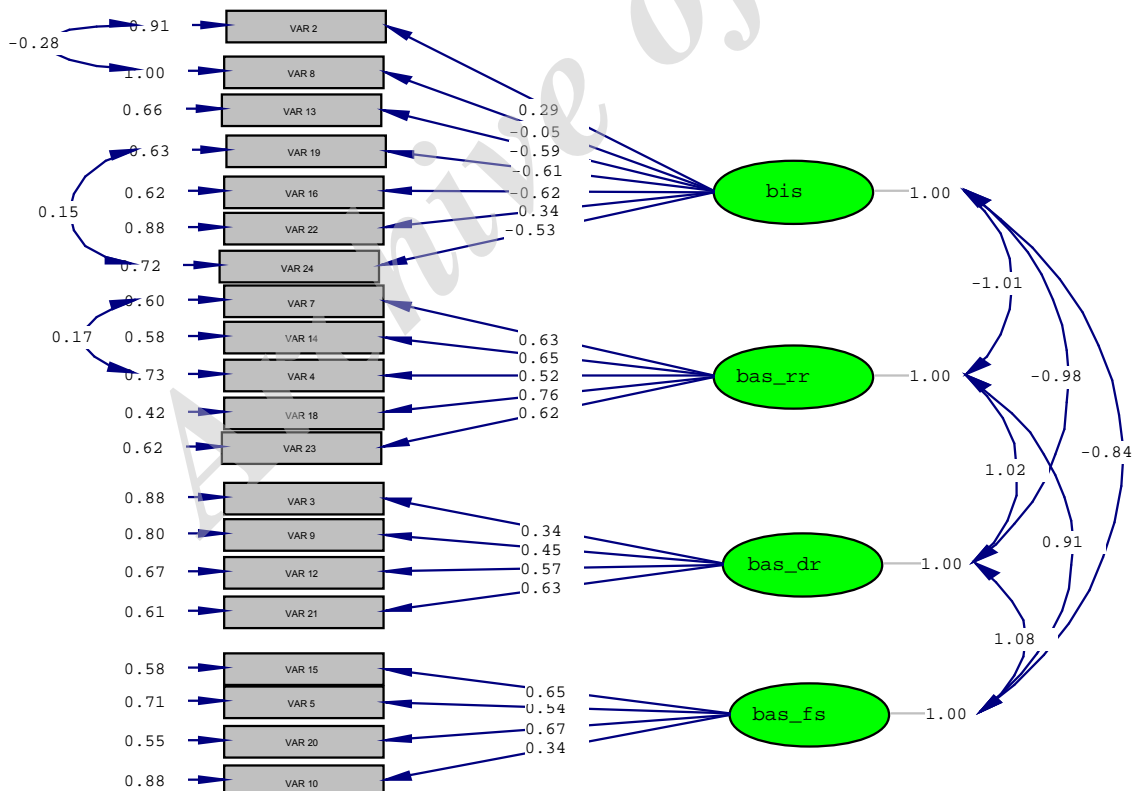 0.91 VAR 2
-0.28
1.00 VAR 8
0.66 VAR 13 0.29
-0.05
0.63 VAR 19 -0.59
-0.61
0.62 VAR 16 -0.62 bis 1.00
0.15 0.34
0.88 VAR 22 -0.53
0.72 VAR 24
-1.01
0.60 VAR 7
0.17 0.58 VAR 14 0.63
0.65
0.73 VAR 4 0.52 bas_rr 1.00 -0.98
0.76
0.42 VAR 18 0.62
0.62 VAR 23
-0.84
1.02
0.88 VAR 3
0.80 VAR 9 0.34
0.45 0.91
0.67 VAR 12 0.57 bas_dr 1.00
0.63
0.61 VAR 21
1.08
0.58 VAR 15
0.65
0.71 VAR 5 0.54
bas_fs 1.00
0.67
0.55 VAR 20 0.34
0.88 VAR 10
Archive of